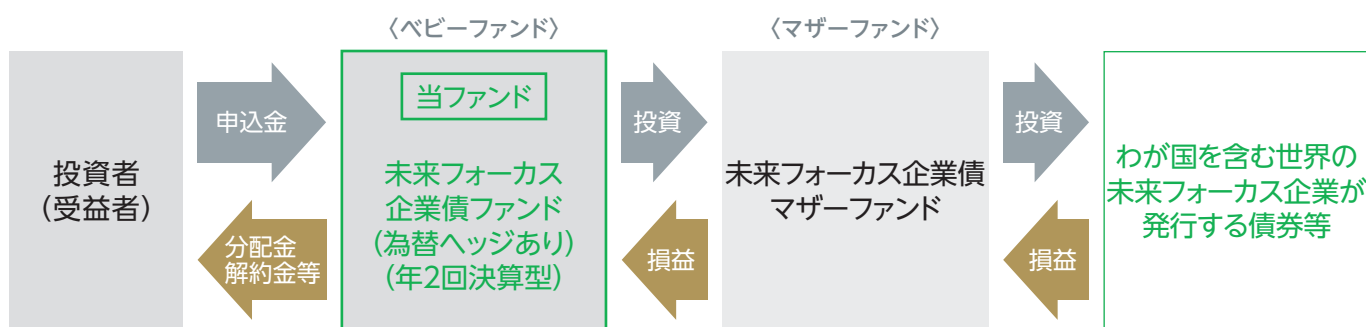 〈ベビーファンド〉
〈マザーファンド〉
投資者
(受益者)
申込金
分配金
解約金等
当ファンド
未来フォーカス
企業債ファンド
(為替ヘッジあり)
(年2回決算型)
投資
損益
未来フォーカス企業債
マザーファンド
投資
損益
わが国を含む世界の
未来フォーカス企業が
発行する債券等